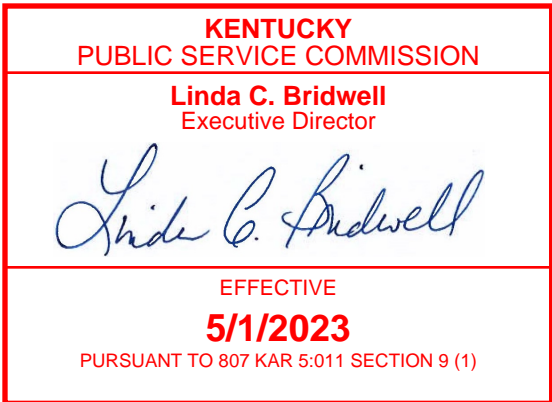 KENTUCKY
PUBLIC SERVICE COMMISSION
Linda C. Bridwell
Executive Director
Linda C. Bridwell
EFFECTIVE
5/1/2023
PURSUANT TO 807 KAR 5:011 SECTION 9 (1)